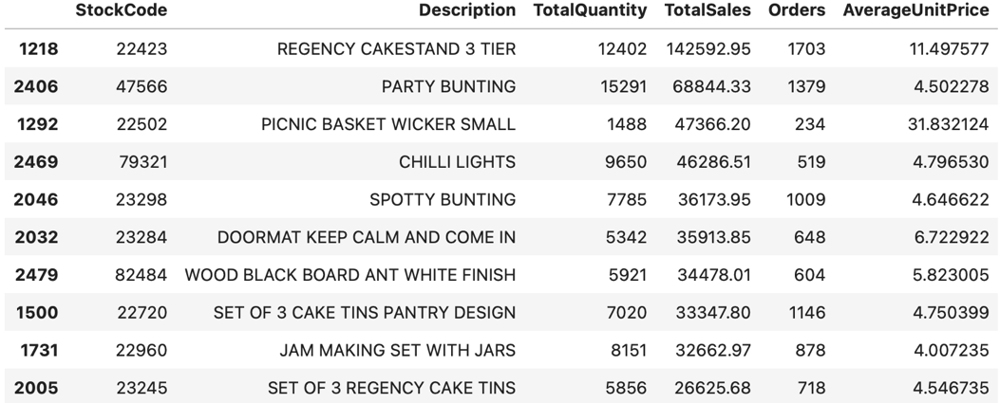 StockCode Description TotalQuantity TotalSales Orders AverageUnitPrice
1218 22423 REGENCY CAKESTAND 3 TIER 12402 142592.95 1703 11.497577
2406 47566 PARTY BUNTING 15291 68844.33 1379 4.502278
1292 22502 PICNIC BASKET WICKER SMALL 1488 47366.20 234 31.832124
2469 79321 CHILLI LIGHTS 9650 46286.51 519 4.796530
2046 23298 SPOTTY BUNTING 7785 36173.95 1009 4.646622
2032 23284 DOORMAT KEEP CALM AND COME IN 5342 35913.85 648 6.722922
2479 82484 WOOD BLACK BOARD ANT WHITE FINISH 5921 34478.01 604 5.823005
1500 22720 SET OF 3 CAKE TINS PANTRY DESIGN 7020 33347.80 1146 4.750399
1731 22960 JAM MAKING SET WITH JARS 8151 32662.97 878 4.007235
2005 23245 SET OF 3 REGENCY CAKE TINS 5856 26625.68 718 4.546735